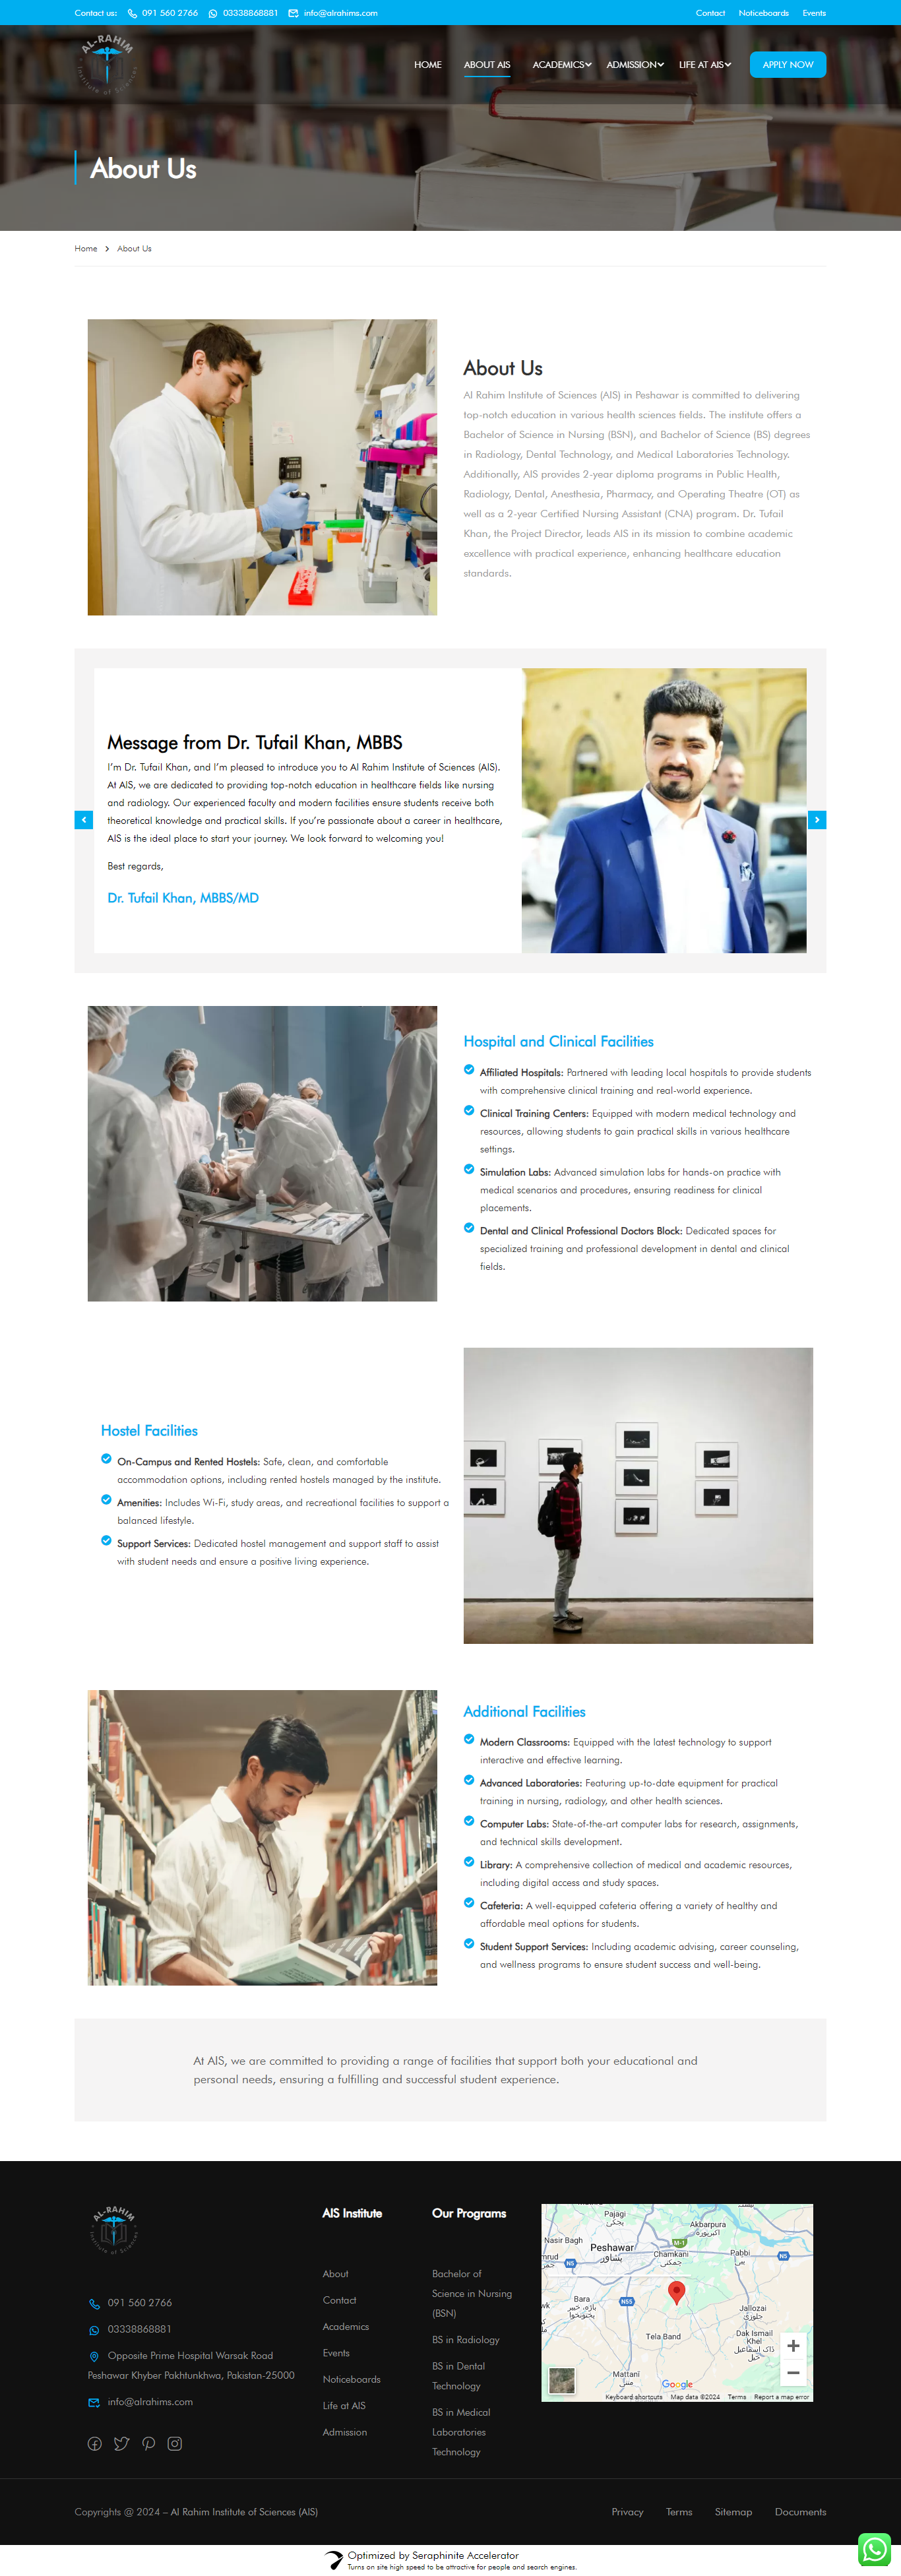 Contact us: 091 560 2766 03338868881 info@alrahims.com Contact Noticeboards Events
AL-RAHIM
Institute of Sciences
HOME ABOUT AIS ACADEMICS ADMISSION LIFE AT AIS APPLY NOW
About Us
Home > About Us
About Us
Al Rahim Institute of Sciences (AIS) in Peshawar is committed to delivering
top-notch education in various health sciences fields. The institute offers a
Bachelor of Science in Nursing (BSN), and Bachelor of Science (BS) degrees
in Radiology, Dental Technology, and Medical Laboratories Technology.
Additionally, AIS provides 2-year diploma programs in Public Health,
Radiology, Dental, Anesthesia, Pharmacy, and Operating Theatre (OT) as
well as a 2-year Certified Nursing Assistant (CNA) program. Dr. Tufail
Khan, the Project Director, leads AIS in its mission to combine academic
excellence with practical experience, enhancing healthcare education
standards.
Message from Dr. Tufail Khan, MBBS
I'm Dr. Tufail Khan, and I'm pleased to introduce you to Al Rahim Institute of Sciences (AIS).
At AIS, we are dedicated to providing top-notch education in healthcare fields like nursing
and radiology. Our experienced faculty and modern facilities ensure students receive both
theoretical knowledge and practical skills. If you're passionate about a career in healthcare,
AIS is the ideal place to start your journey. We look forward to welcoming you!
Best regards,
Dr. Tufail Khan, MBBS/MD
Hospital and Clinical Facilities
Affiliated Hospitals: Partnered with leading local hospitals to provide students
with comprehensive clinical training and real-world experience.
Clinical Training Centers: Equipped with modern medical technology and
resources, allowing students to gain practical skills in various healthcare
settings.
Simulation Labs: Advanced simulation labs for hands-on practice with
medical scenarios and procedures, ensuring readiness for clinical
placements.
Dental and Clinical Professional Doctors Block: Dedicated spaces for
specialized training and professional development in dental and clinical
fields.
Hostel Facilities
On-Campus and Rented Hostels: Safe, clean, and comfortable
accommodation options, including rented hostels managed by the institute.
Amenities: Includes Wi-Fi, study areas, and recreational facilities to support a
balanced lifestyle.
Support Services: Dedicated hostel management and support staff to assist
with student needs and ensure a positive living experience.
Additional Facilities
Modern Classrooms: Equipped with the latest technology to support
interactive and effective learning.
Advanced Laboratories: Featuring up-to-date equipment for practical
training in nursing, radiology, and other health sciences.
Computer Labs: State-of-the-art computer labs for research, assignments,
and technical skills development.
Library: A comprehensive collection of medical and academic resources,
including digital access and study spaces.
Cafeteria: A well-equipped cafeteria offering a variety of healthy and
affordable meal options for students.
Student Support Services: Including academic advising, career counseling,
and wellness programs to ensure student success and well-being.
At AIS, we are committed to providing a range of facilities that support both your educational and
personal needs, ensuring a fulfilling and successful student experience.
AL-RAHIM
Institute of Sciences
091 560 2766
03338868881
Opposite Prime Hospital Warsak Road
Peshawar Khyber Pakhtunkhwa, Pakistan-25000
info@alrahims.com
AIS Institute
About
Contact
Academics
Events
Noticeboards
Life at AIS
Admission
Our Programs
Bachelor of
Science in Nursing
(BSN)
BS in Radiology
BS in Dental
Technology
BS in Medical
Laboratories
Technology
Pajagi
پجگی
Akbarpura
اکبرپورہ
Nasir Bagh
M-1
Peshawar
پشاور
Chamkani
چمکنی
Pabbi
پبی
mrud
N5
N5
Bara
باڑہ، خیبر
پختونخوا
N55
wk
Jallozai
جلوزئی
Tela Band
Dak Ismail
Khel
ڈاک اسماعیل
خیل
Mattani
متنی
Google
Keyboard shortcuts Map data ©2024 Terms Report a map error
Copyrights @ 2024 – Al Rahim Institute of Sciences (AIS) Privacy Terms Sitemap Documents
Optimized by Seraphinite Accelerator
Turns on site high speed to be attractive for people and search engines.